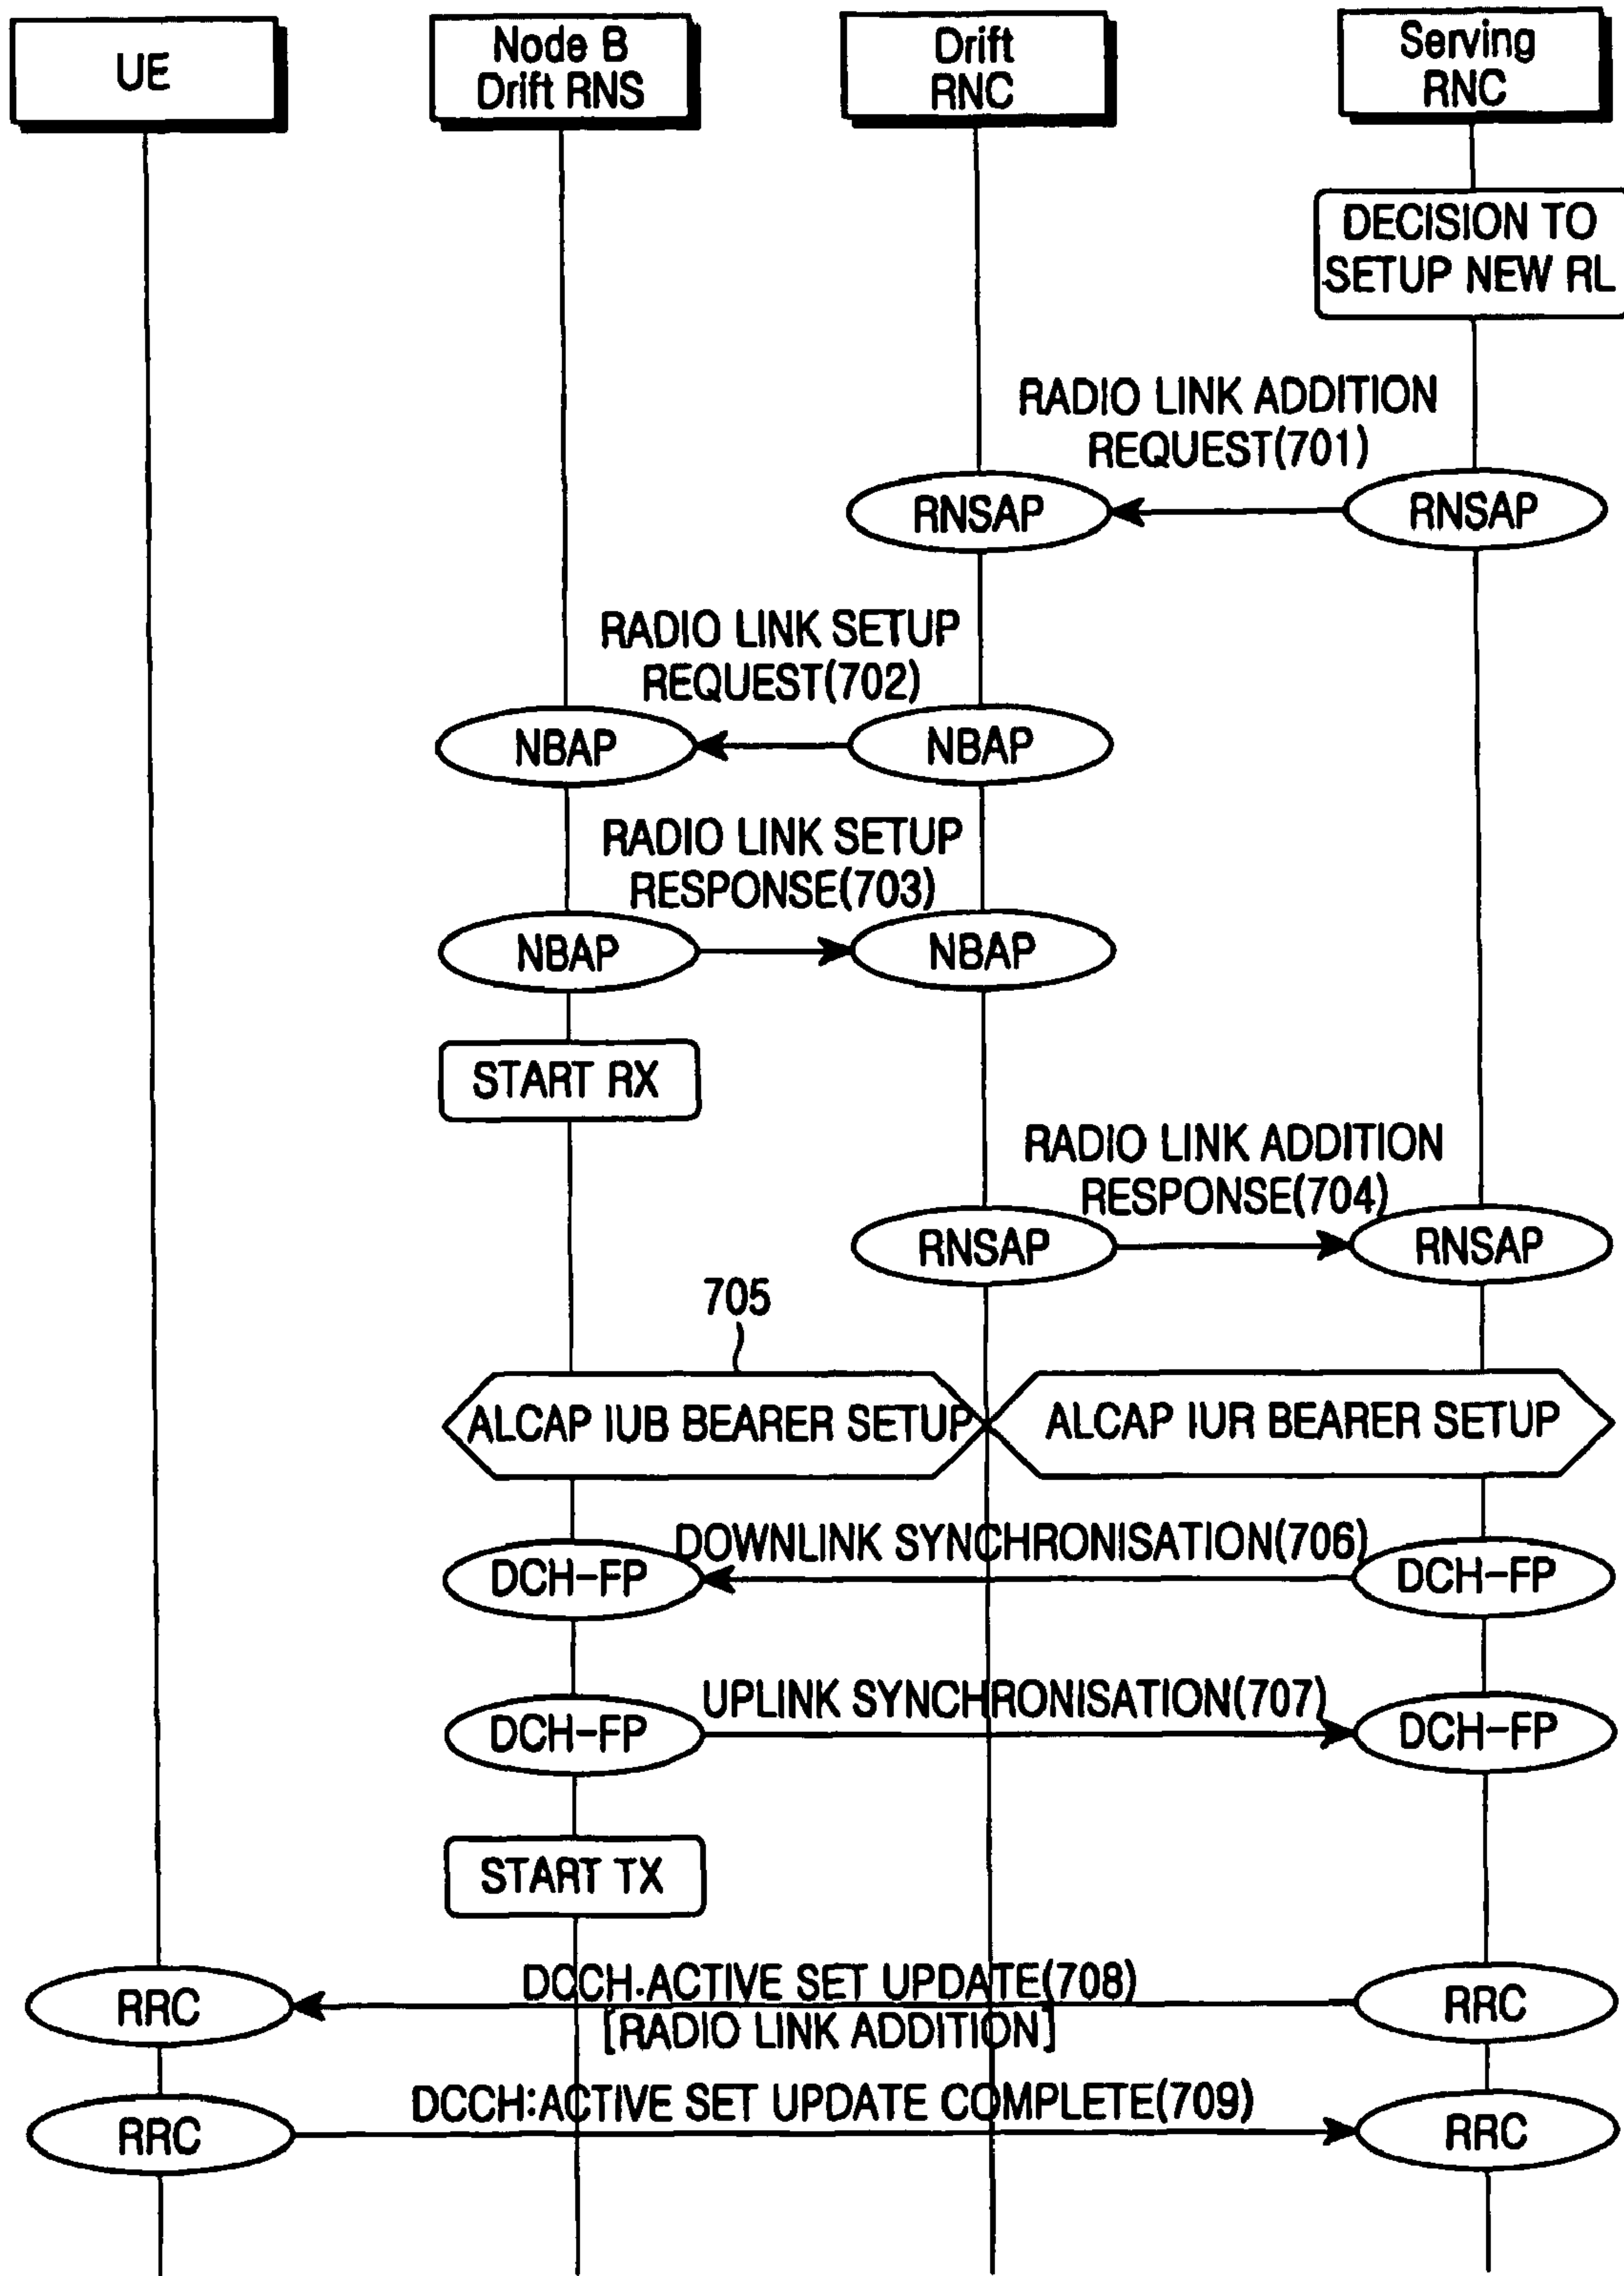 UE
Node B
Drift RNS
Drift
RNC
Serving
RNC
DECISION TO
SETUP NEW RL
RADIO LINK ADDITION
REQUEST(701)
RNSAP
RNSAP
RADIO LINK SETUP
REQUEST(702)
NBAP
NBAP
RADIO LINK SETUP
RESPONSE(703)
NBAP
NBAP
START RX
RADIO LINK ADDITION
RESPONSE(704)
RNSAP
RNSAP
705
ALCAP IUB BEARER SETUP
ALCAP IUR BEARER SETUP
DOWNLINK SYNCHRONISATION(706)
DCH-FP
DCH-FP
UPLINK SYNCHRONISATION(707)
DCH-FP
DCH-FP
START TX
DCCH.ACTIVE SET UPDATE(708)
RRC
RRC
[RADIO LINK ADDITION]
DCCH:ACTIVE SET UPDATE COMPLETE(709)
RRC
RRC